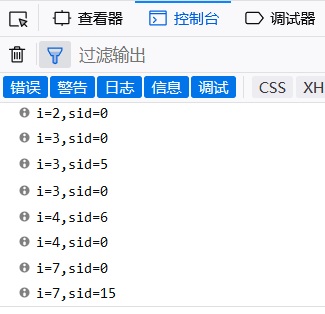 查看器 控制台 调试器
过滤输出
错误 警告 日志 信息 调试 CSS XH
i=2,sid=0
i=3,sid=0
i=3,sid=5
i=3,sid=0
i=4,sid=6
i=4,sid=0
i=7,sid=0
i=7,sid=15